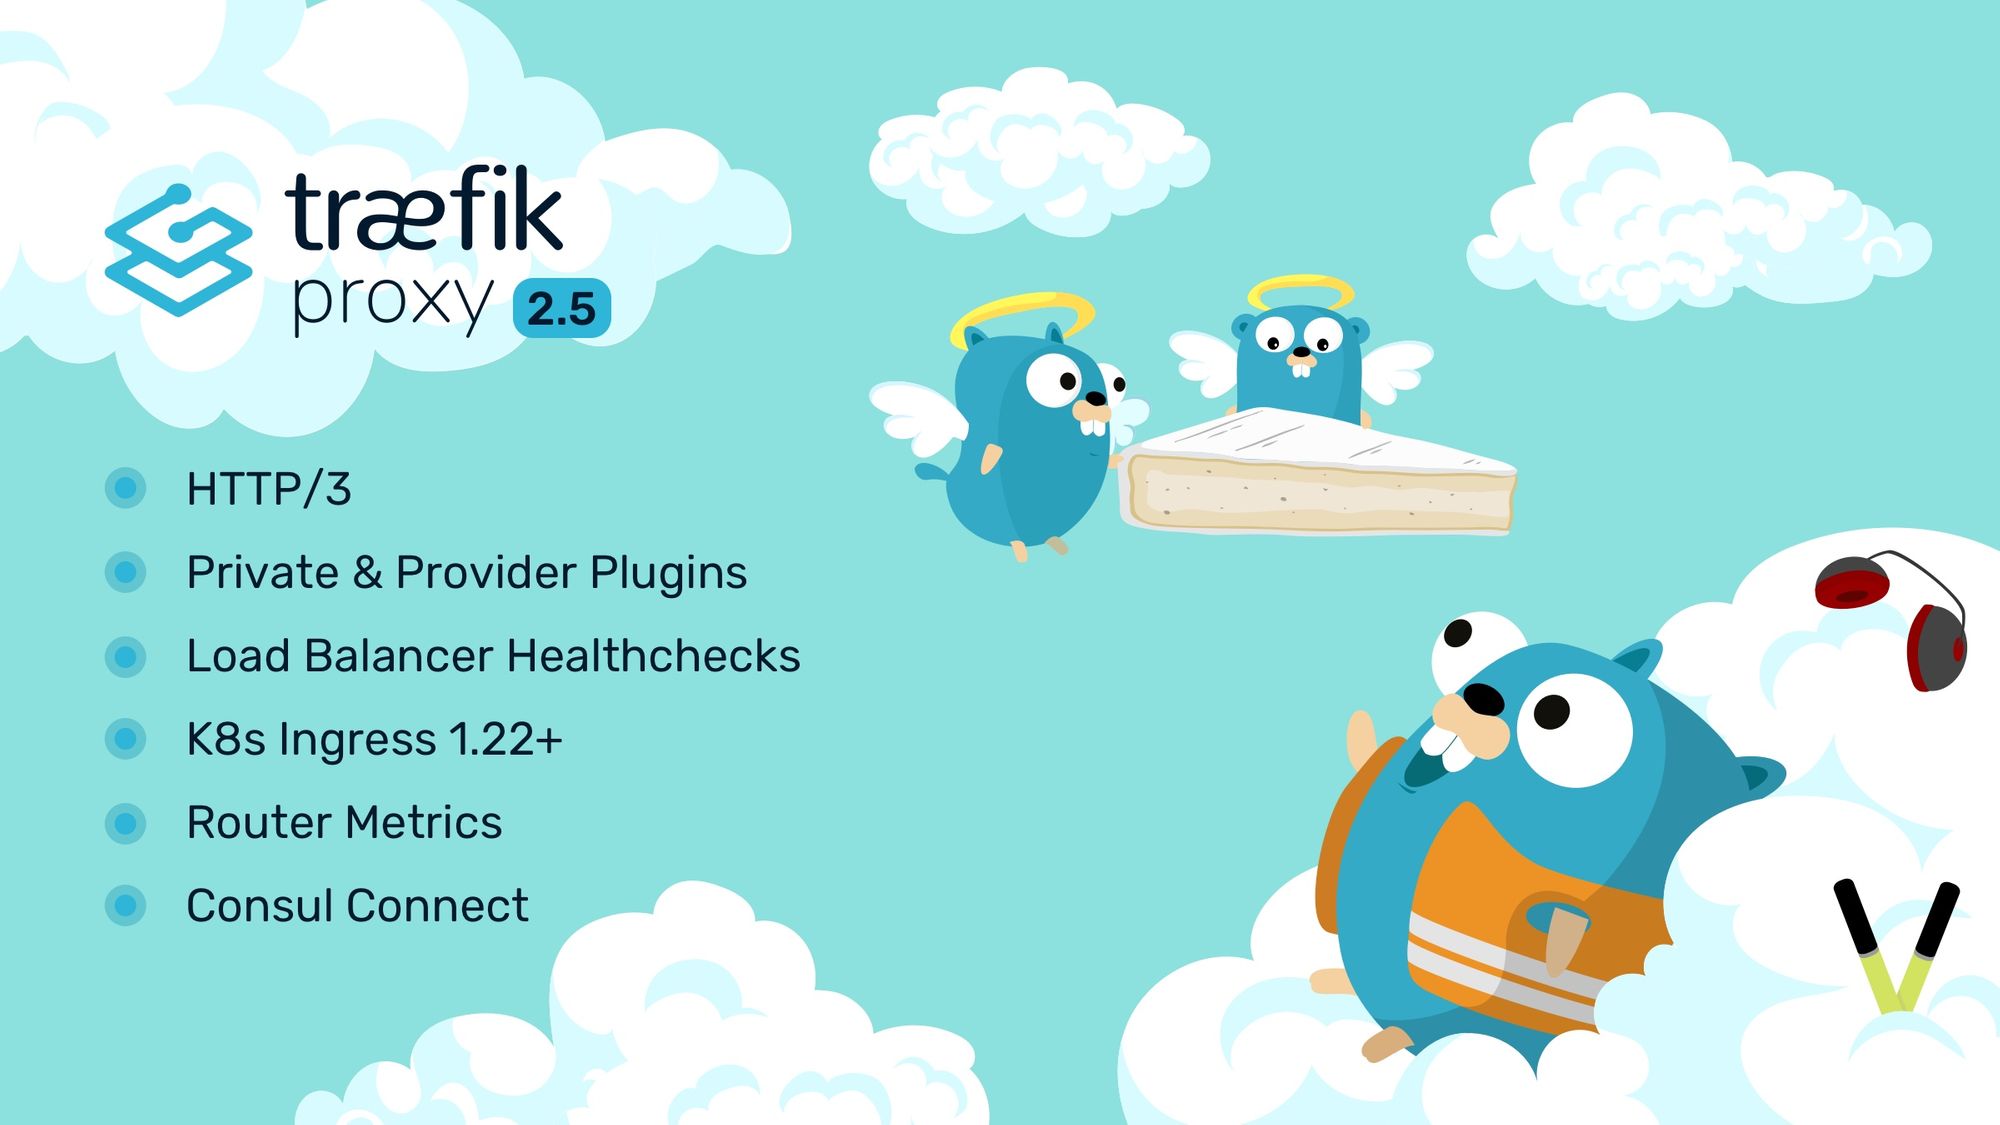 træfik
proxy 2.5
HTTP/3
Private & Provider Plugins
Load Balancer Healthchecks
K8s Ingress 1.22+
Router Metrics
Consul Connect